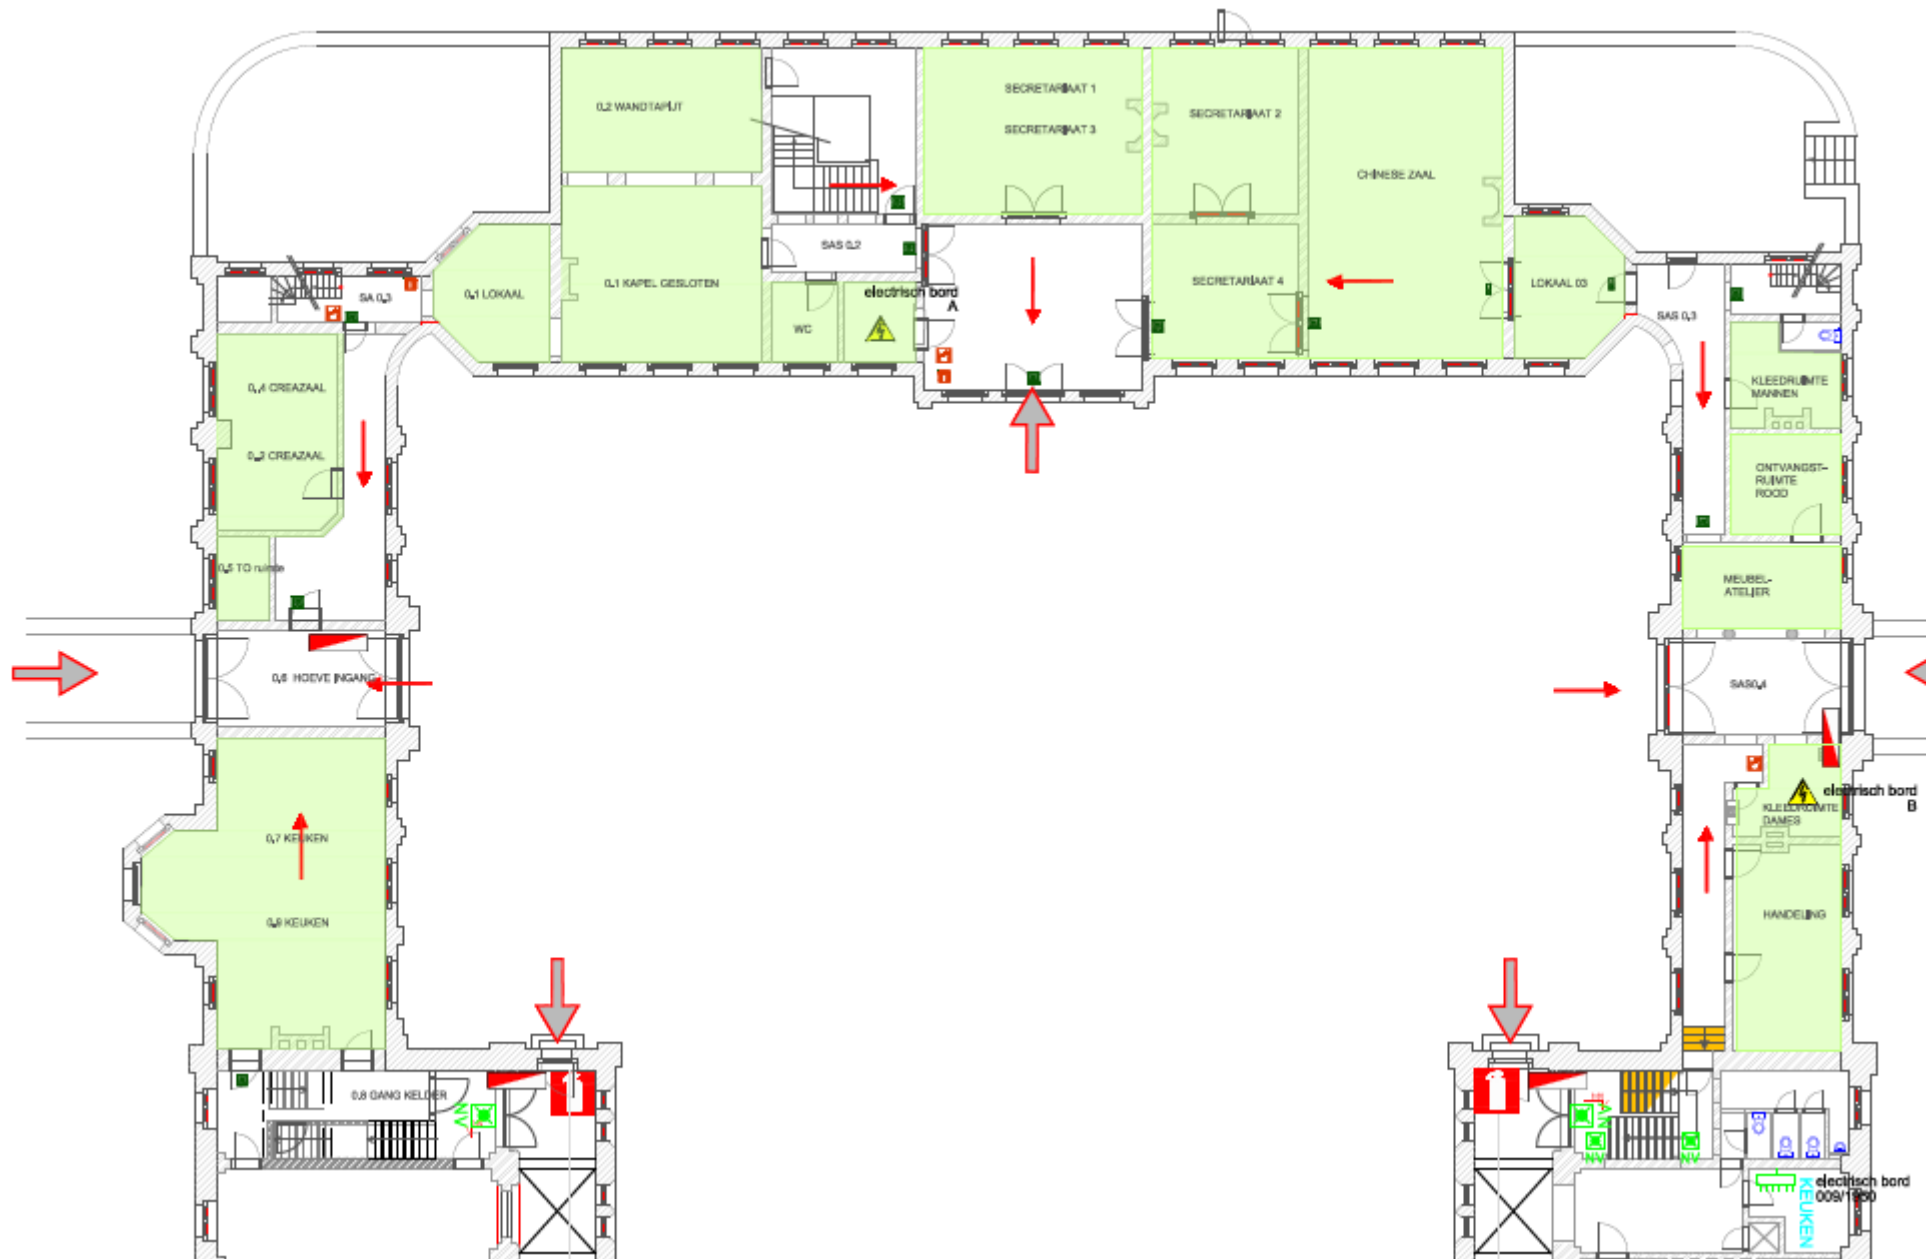 0.2 WANDTAPIJT
SECRETARIAAT 1
SECRETARIAAT 3
SECRETARIAAT 2
CHINESE ZAAL
SAS 0.2
SA 0.3
0.1 LOKAAL
0.1 KAPEL GESLOTEN
electrisch bord
A
WC
SECRETARIAAT 4
LOKAAL 03
SAS 0.3
0.4 CREAZAAL
0.3 CREAZAAL
KLEEDRUIMTE
MANNEN
ONTVANGST-
RUIMTE
ROOD
0.5 TO ruimte
MEUBEL-
ATELIER
0.6 HOEVE INGANG
SAS0.4
electrisch bord
B
KLEEDRUIMTE
DAMES
0.7 KEUKEN
0.8 KEUKEN
HANDELING
0.8 GANG KELDER
NV
electrisch bord
KEUKEN